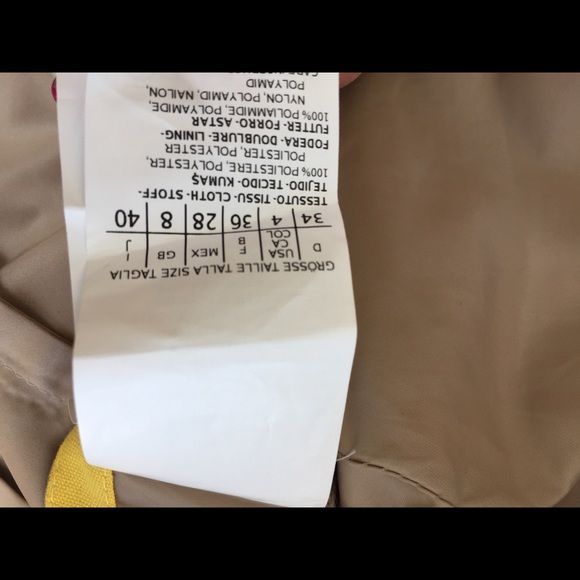 GRÖSSE TAILLE TALLA SIZE TAGLIA
D USA CA COL F B MEX GB I J
34 4 36 28 8 40
TESSUTO- TISSU- CLOTH- STOFF-
TEJIDO- TECIDO- KUMAŞ
100% POLIESTERE, POLYESTER,
POLIESTER, POLYESTER
FODERA- DOUBLURE- LINING-
FUTTER- FORRO- ASTAR
100% POLIAMMIDE, POLYAMIDE,
NYLON, POLYAMID, NAILON,
POLYAMID